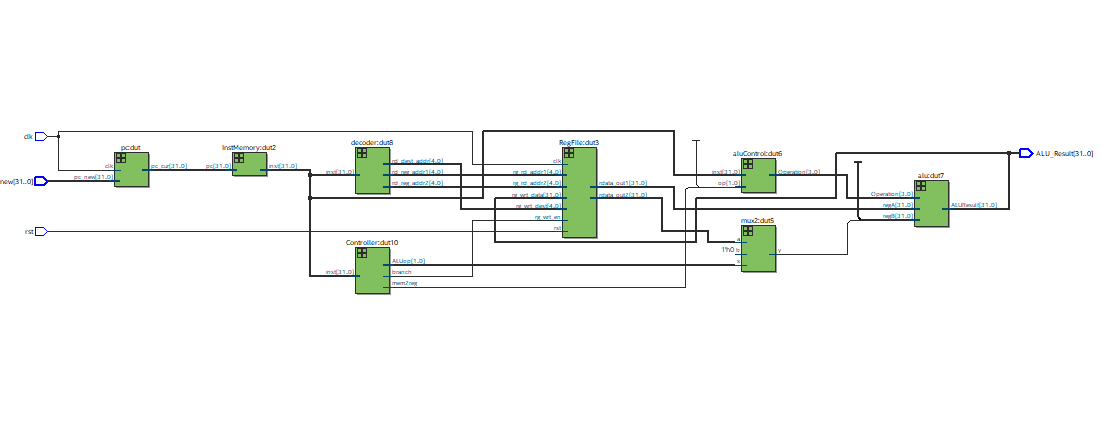 clk
new[31..0]
rst
pc:dut
clk
pc_new[31:0]
pc_cur[31:0]
InstMemory:dut2
pc[31:0]
inst[31:0]
decoder:dut8
inst[31:0]
rd_dest_addr[4..0]
rd_reg_addr1[4..0]
rd_reg_addr2[4..0]
Controller:dut10
inst[31:0]
ALUop[1..0]
branch
mem2reg
RegFile:dut3
clk
rg_rd_addr1[4..0]
rg_rd_addr2[4..0]
rg_wrt_data[31:0]
rg_wrt_dest[4..0]
rg_wrt_en
rst
rdata_out1[31:0]
rdata_out2[31:0]
aluControl:dut6
inst[31:0]
op[1..0]
Operation[3..0]
mux2:dut5
a
1'h0 b
s
y
alu:dut7
Operation[3..0]
regA[31:0]
regB[31:0]
ALUResult[31:0]
ALU_Result[31..0]